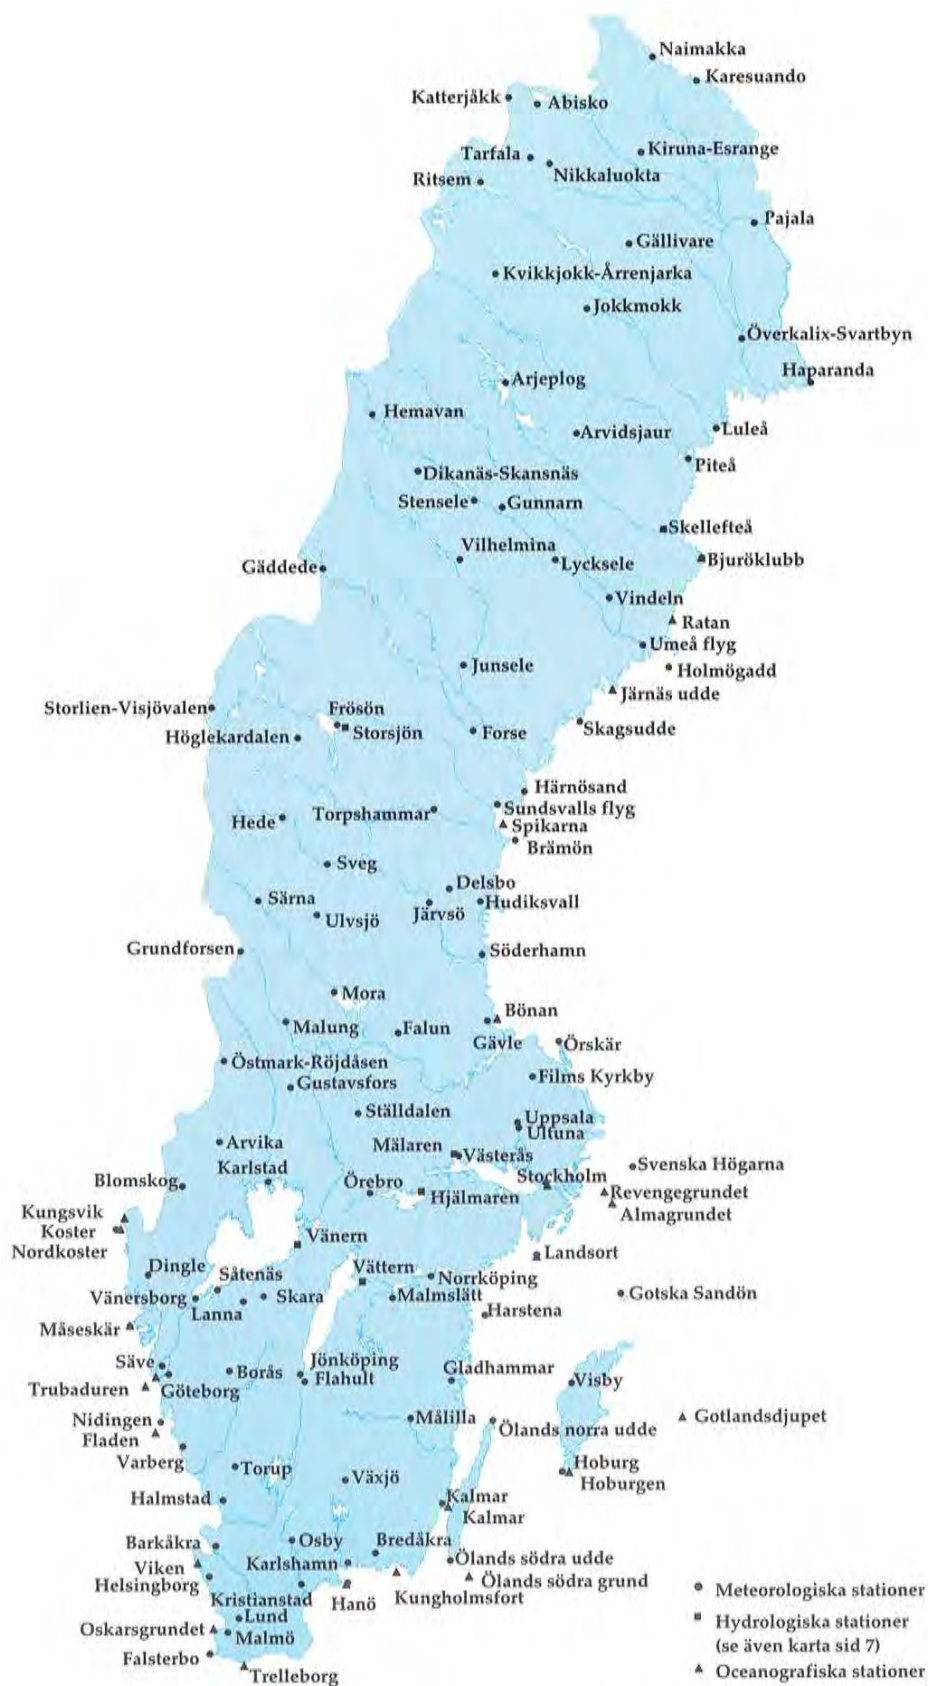 Naimakka
Karesuando
Katterjåkk
Abisko
Kiruna-Esrange
Tarfala
Nikkaluokta
Ritsem
Pajala
Gällivare
Kvikkjokk-Årrenjarka
Jokkmokk
Överkalix-Svartbyn
Haparanda
Arjeplog
Hemavan
Luleå
Arvidsjaur
Piteå
Dikanäs-Skansnäs
Stensele
Gunnarn
Skellefteå
Vilhelmina
Bjuröklubb
Gäddede
Lycksele
Vindeln
Ratan
Umeå flyg
Junsele
Holmögadd
Järnäs udde
Storlien-Visjövalen
Frösön
Skagsudde
Storsjön
Forse
Höglekardalen
Härnösand
Sundsvalls flyg
Torpshammar
Hede
Spikarna
Brämön
Sveg
Delsbo
Särna
Hudiksvall
Järvsö
Ulvsjö
Grundforsen
Söderhamn
Mora
Bönan
Malung
Falun
Gävle
Örskär
Östmark-Röjdåsen
Films Kyrkby
Gustavsfors
Ställdalen
Uppsala
Ultuna
Arvika
Mälaren
Västerås
Karlstad
Svenska Högarna
Blomskog
Örebro
Stockholm
Hjälmaren
Revengegrundet
Almagrundet
Kungsvik
Koster
Nordkoster
Vänern
Landsort
Dingle
Såtenäs
Vättern
Norrköping
Vänersborg
Skara
Malmslätt
Gotska Sandön
Lanna
Harstena
Måseskär
Säve
Jönköping
Gladhammar
Borås
Flahult
Visby
Trubaduren
Göteborg
Nidingen
Målilla
Ölands norra udde
Gotlandsdjupet
Fladen
Varberg
Torup
Hoburg
Växjö
Hoburgen
Halmstad
Kalmar
Kalmar
Barkåkra
Osby
Bredåkra
Viken
Karlshamn
Ölands södra udde
Helsingborg
Ölands södra grund
Kristianstad
Hanö
Kungholmsfort
Meteorologiska stationer
Lund
Oskarsgrundet
Malmö
Hydrologiska stationer
(se även karta sid 7)
Falsterbo
Trelleborg
Oceanografiska stationer